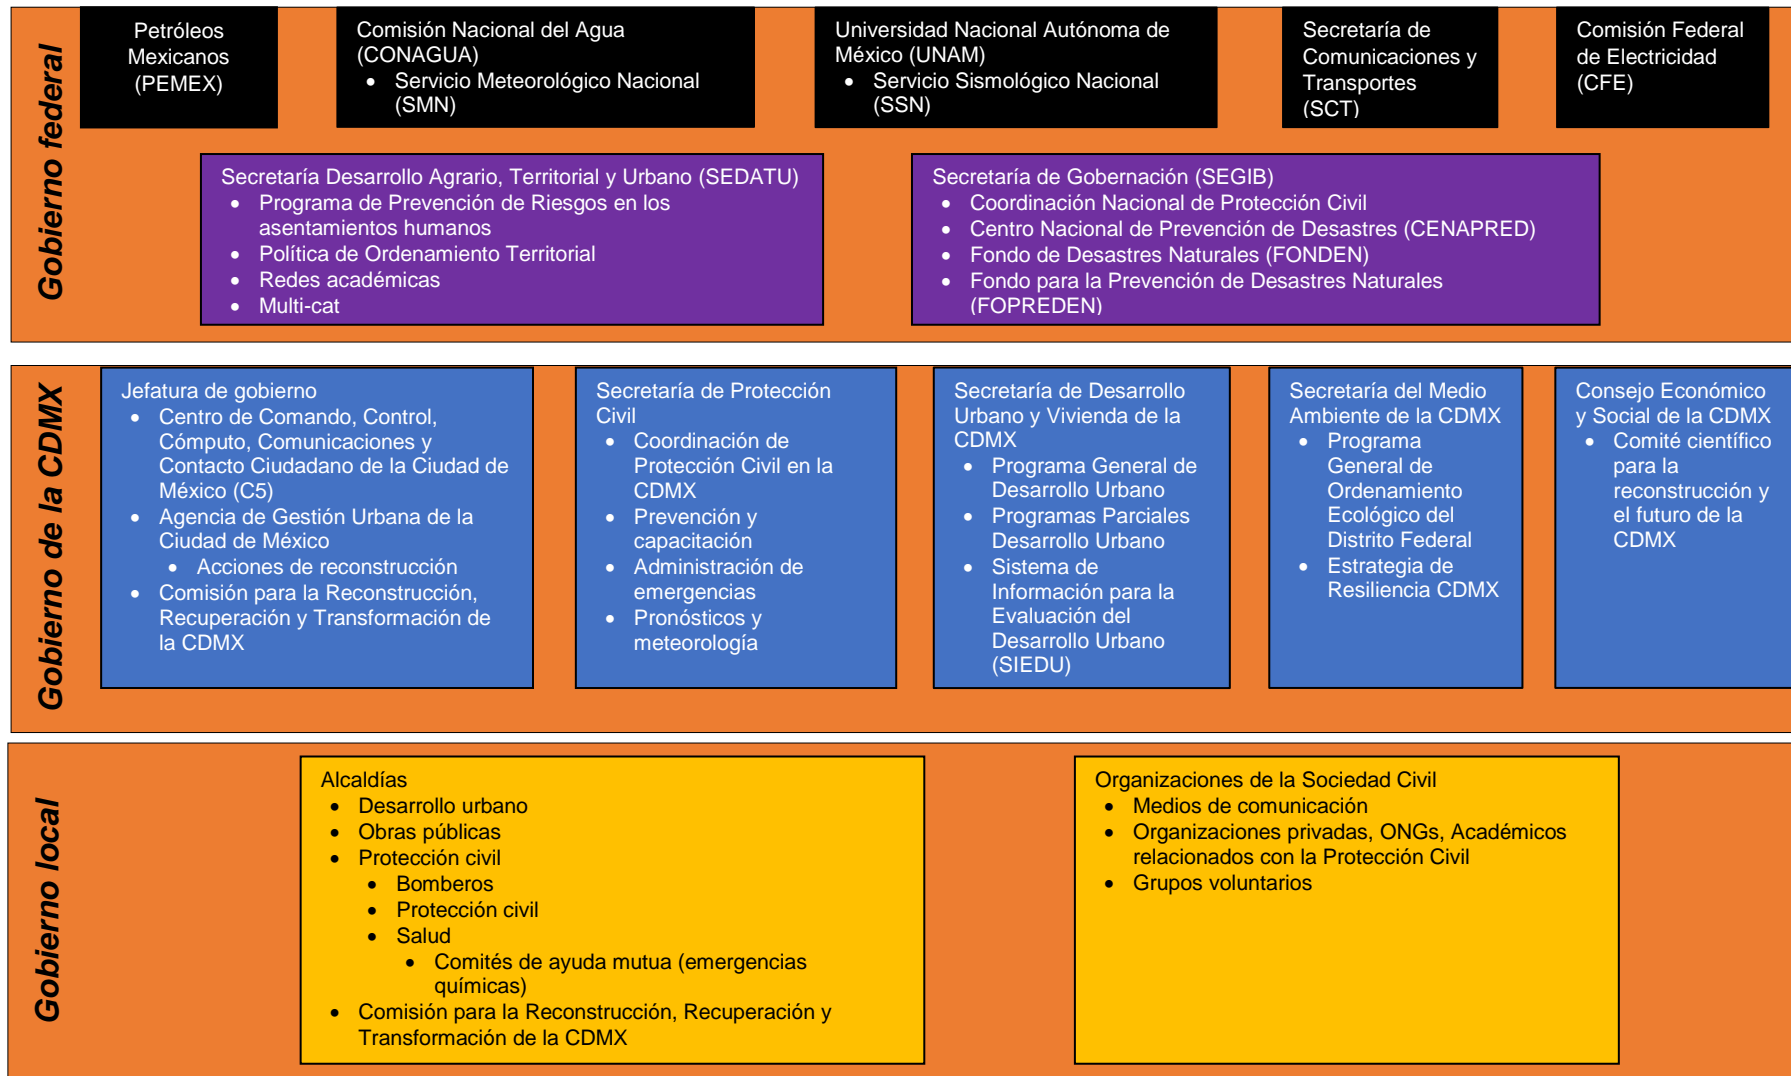 Gobierno federal
Petróleos
Mexicanos
(PEMEX)
Comisión Nacional del Agua
(CONAGUA)
• Servicio Meteorológico Nacional
(SMN)
Universidad Nacional Autónoma de
México (UNAM)
• Servicio Sismológico Nacional
(SSN)
Secretaría de
Comunicaciones y
Transportes
(SCT)
Comisión Federal
de Electricidad
(CFE)
Secretaría Desarrollo Agrario, Territorial y Urbano (SEDATU)
• Programa de Prevención de Riesgos en los
asentamientos humanos
• Política de Ordenamiento Territorial
• Redes académicas
• Multi-cat
Secretaría de Gobernación (SEGIB)
• Coordinación Nacional de Protección Civil
• Centro Nacional de Prevención de Desastres (CENAPRED)
• Fondo de Desastres Naturales (FONDEN)
• Fondo para la Prevención de Desastres Naturales
(FOPREDEN)
Gobierno de la CDMX
Jefatura de gobierno
• Centro de Comando, Control,
Cómputo, Comunicaciones y
Contacto Ciudadano de la Ciudad de
México (C5)
• Agencia de Gestión Urbana de la
Ciudad de México
• Acciones de reconstrucción
• Comisión para la Reconstrucción,
Recuperación y Transformación de
la CDMX
Secretaría de Protección
Civil
• Coordinación de
Protección Civil en la
CDMX
• Prevención y
capacitación
• Administración de
emergencias
• Pronósticos y
meteorología
Secretaría de Desarrollo
Urbano y Vivienda de la
CDMX
• Programa General de
Desarrollo Urbano
• Programas Parciales
Desarrollo Urbano
• Sistema de
Información para la
Evaluación del
Desarrollo Urbano
(SIEDU)
Secretaría del Medio
Ambiente de la CDMX
• Programa
General de
Ordenamiento
Ecológico del
Distrito Federal
• Estrategia de
Resiliencia CDMX
Consejo Económico
y Social de la CDMX
• Comité científico
para la
reconstrucción y
el futuro de la
CDMX
Gobierno local
Alcaldías
• Desarrollo urbano
• Obras públicas
• Protección civil
• Bomberos
• Protección civil
• Salud
• Comités de ayuda mutua (emergencias
químicas)
• Comisión para la Reconstrucción, Recuperación y
Transformación de la CDMX
Organizaciones de la Sociedad Civil
• Medios de comunicación
• Organizaciones privadas, ONGs, Académicos
relacionados con la Protección Civil
• Grupos voluntarios